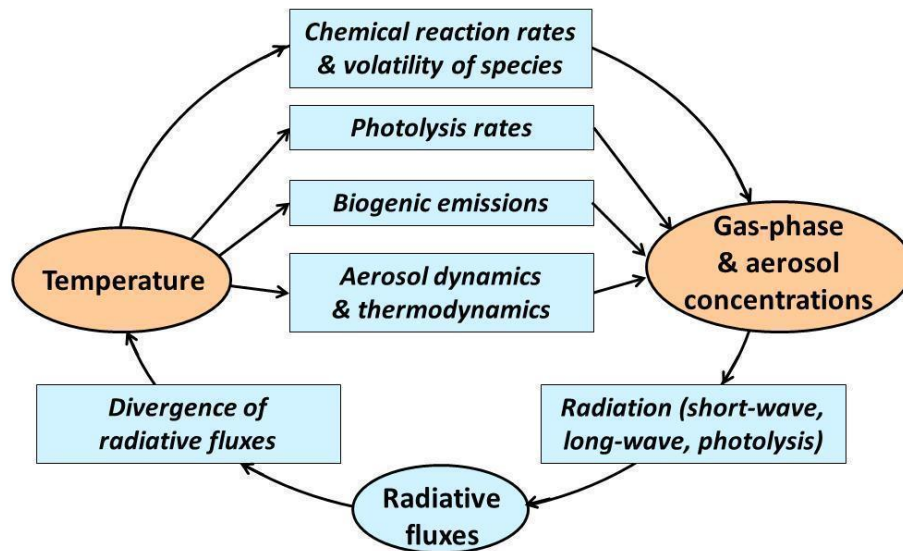 Chemical reaction rates
& volatility of species
Photolysis rates
Biogenic emissions
Aerosol dynamics
& thermodynamics
Temperature
Gas-phase
& aerosol
concentrations
Divergence of
radiative fluxes
Radiation (short-wave,
long-wave, photolysis)
Radiative
fluxes